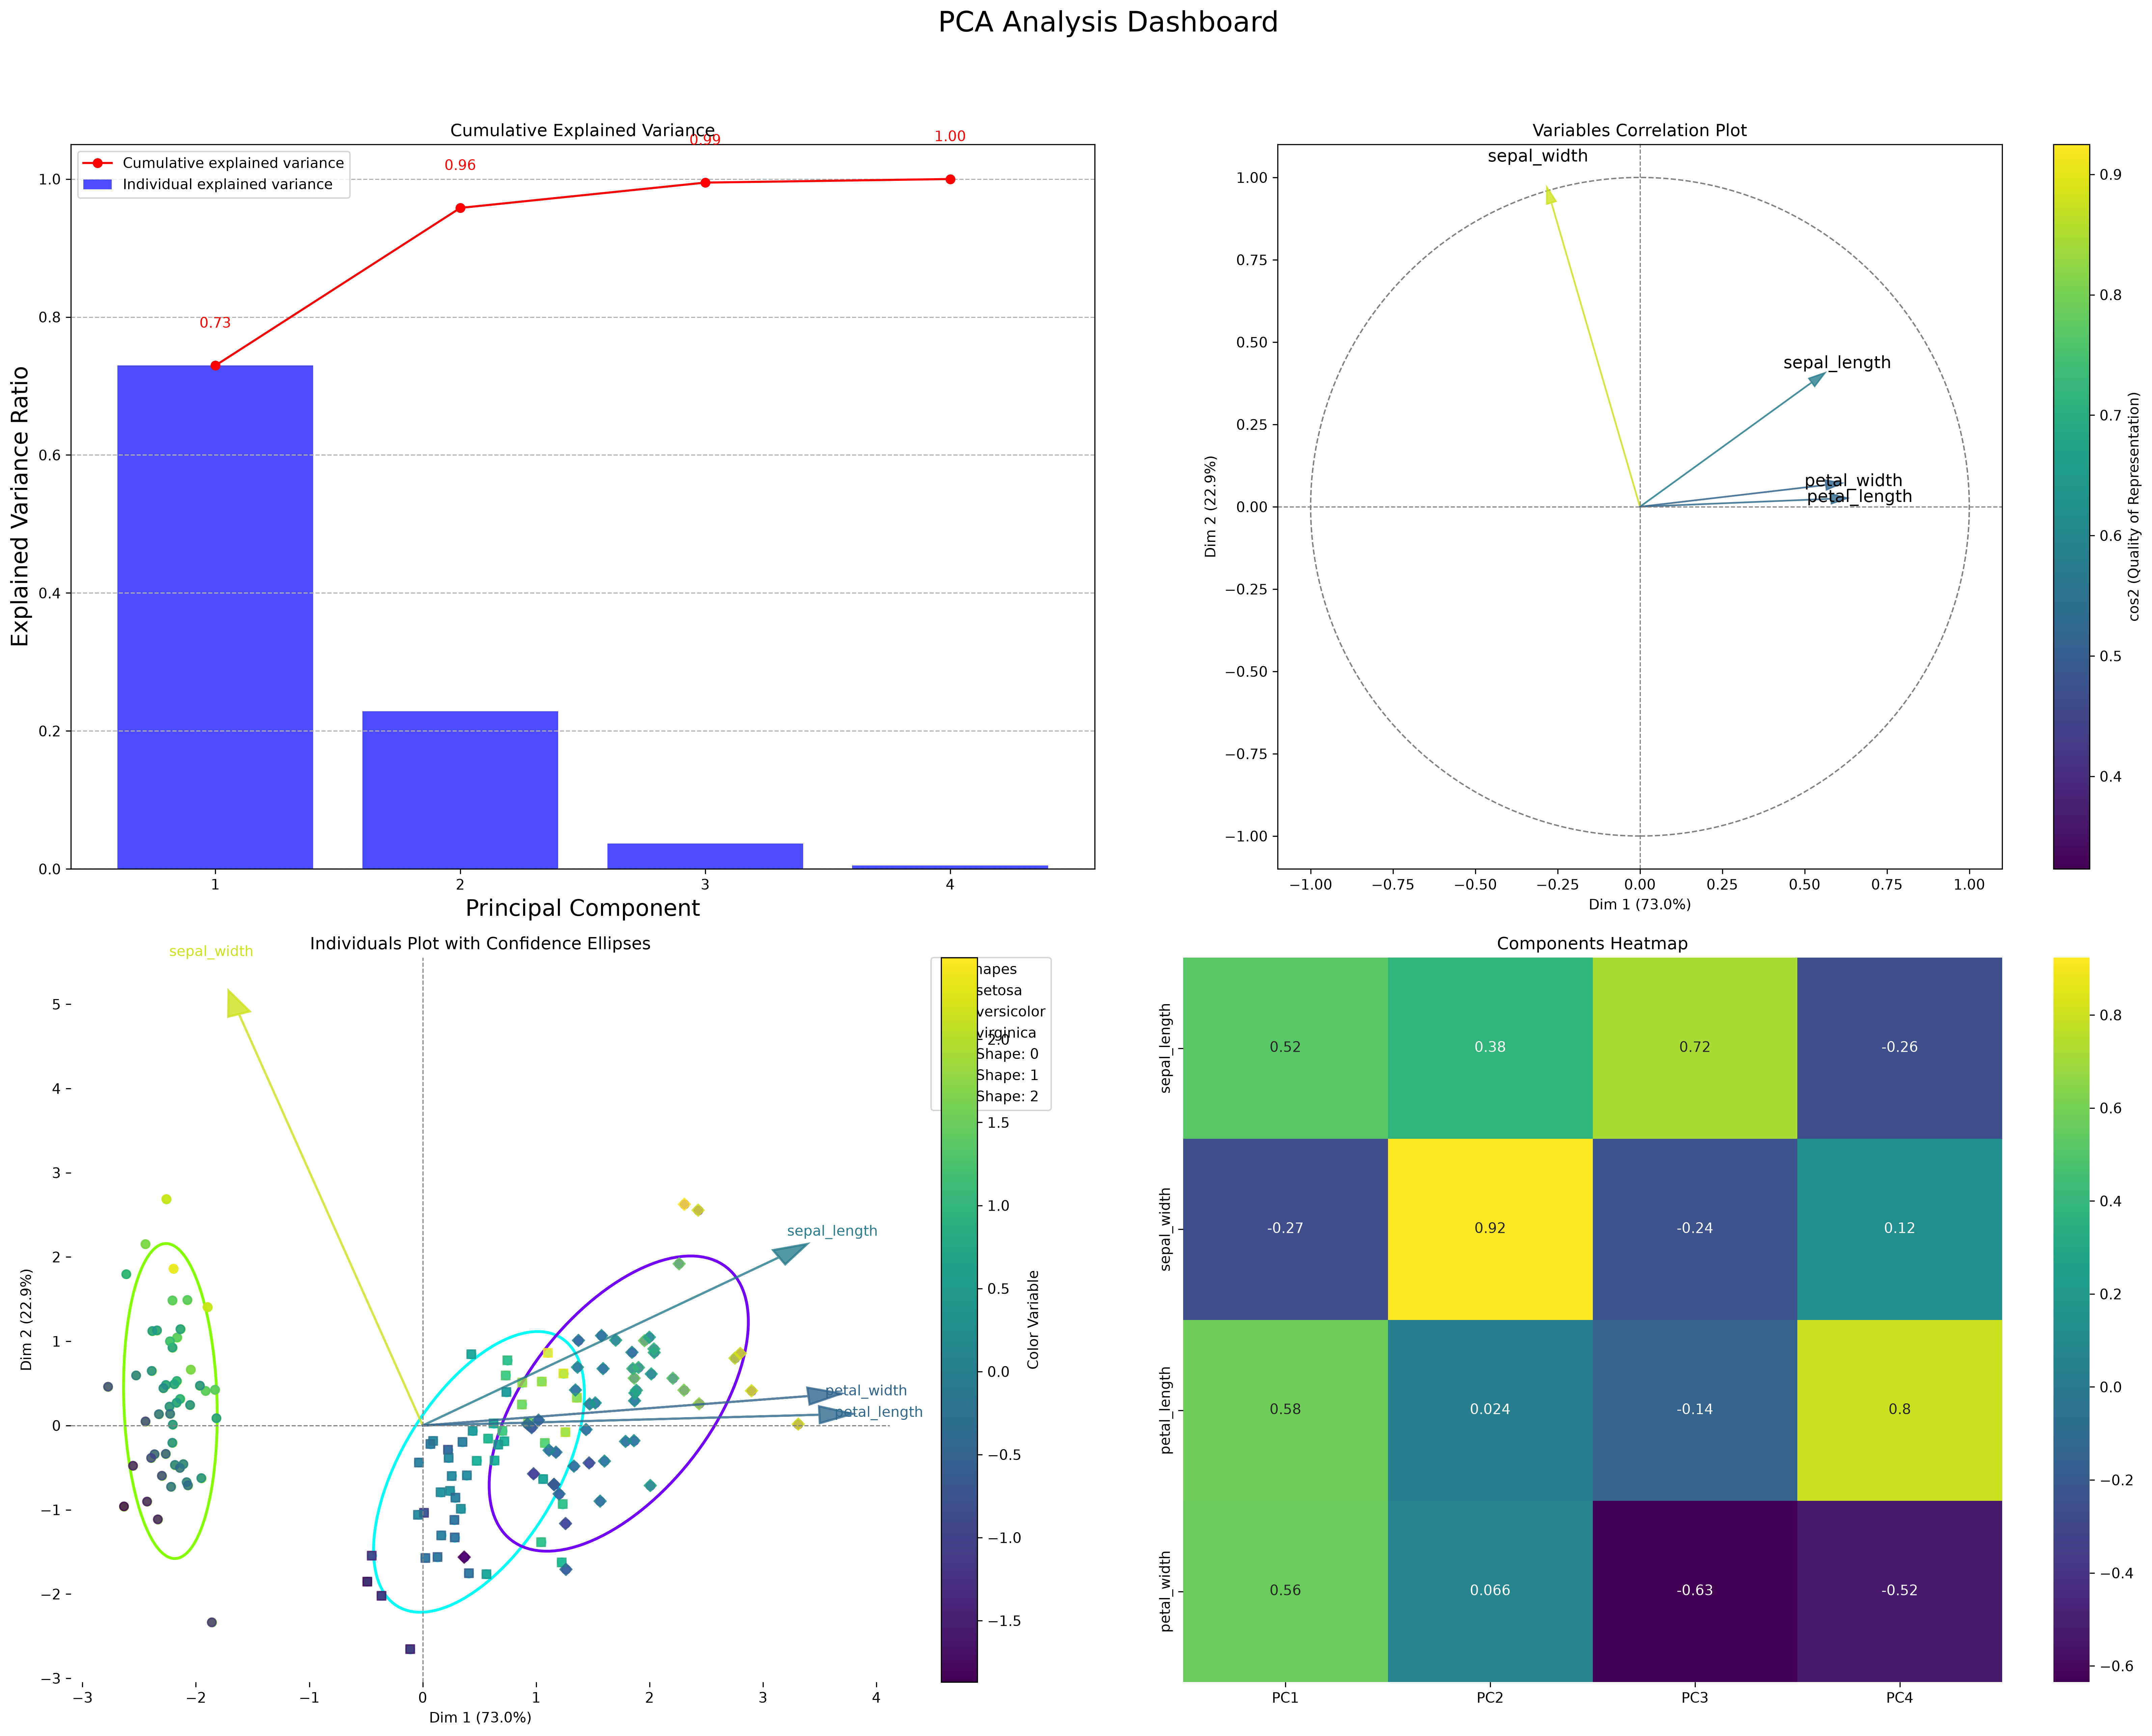 PCA Analysis Dashboard
Cumulative Explained Variance
Cumulative explained variance
Individual explained variance
0.73
0.96
0.99
1.00
Explained Variance Ratio
1.0
0.8
0.6
0.4
0.2
0.0
1
2
3
4
Principal Component
Variables Correlation Plot
sepal_width
sepal_length
petal_width
petal_length
Dim 2 (22.9%)
1.00
0.75
0.50
0.25
0.00
−0.25
−0.50
−0.75
−1.00
−1.00
−0.75
−0.50
−0.25
0.00
0.25
0.50
0.75
1.00
Dim 1 (73.0%)
0.9
0.8
0.7
0.6
0.5
0.4
cos2 (Quality of Representation)
Individuals Plot with Confidence Ellipses
sepal_width
sepal_length
petal_width
petal_length
Dim 2 (22.9%)
5
4
3
2
1
0
−1
−2
−3
−3
−2
−1
0
1
2
3
4
Dim 1 (73.0%)
hapes
setosa
versicolor
virginica
Shape: 0
Shape: 1
Shape: 2
2.0
1.5
1.0
0.5
0.0
−0.5
−1.0
−1.5
Color Variable
Components Heatmap
sepal_length
0.52
0.38
0.72
-0.26
sepal_width
-0.27
0.92
-0.24
0.12
petal_length
0.58
0.024
-0.14
0.8
petal_width
0.56
0.066
-0.63
-0.52
PC1
PC2
PC3
PC4
0.8
0.6
0.4
0.2
0.0
−0.2
−0.4
−0.6